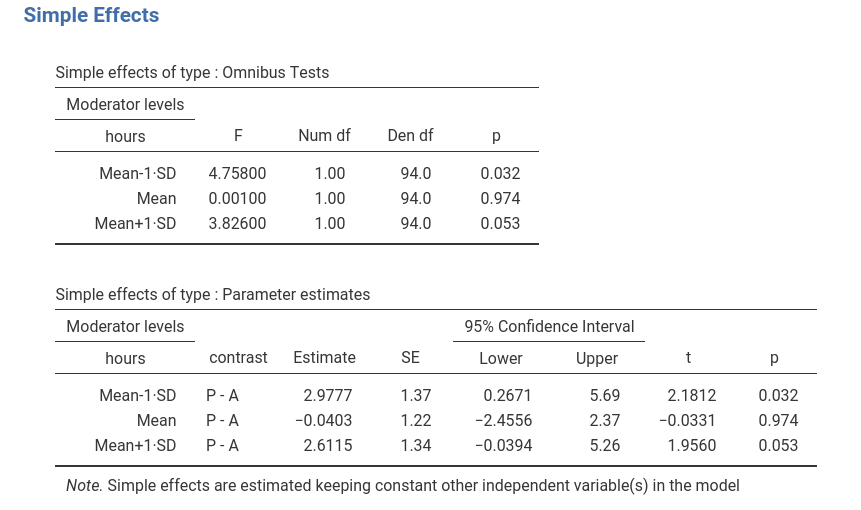 Simple Effects
Simple effects of type : Omnibus Tests
Moderator levels
hours F Num df Den df p
Mean-1·SD 4.75800 1.00 94.0 0.032
Mean 0.00100 1.00 94.0 0.974
Mean+1·SD 3.82600 1.00 94.0 0.053
Simple effects of type : Parameter estimates
Moderator levels 95% Confidence Interval
hours contrast Estimate SE Lower Upper t p
Mean-1·SD P - A 2.9777 1.37 0.2671 5.69 2.1812 0.032
Mean P - A −0.0403 1.22 −2.4556 2.37 −0.0331 0.974
Mean+1·SD P - A 2.6115 1.34 −0.0394 5.26 1.9560 0.053
Note. Simple effects are estimated keeping constant other independent variable(s) in the model